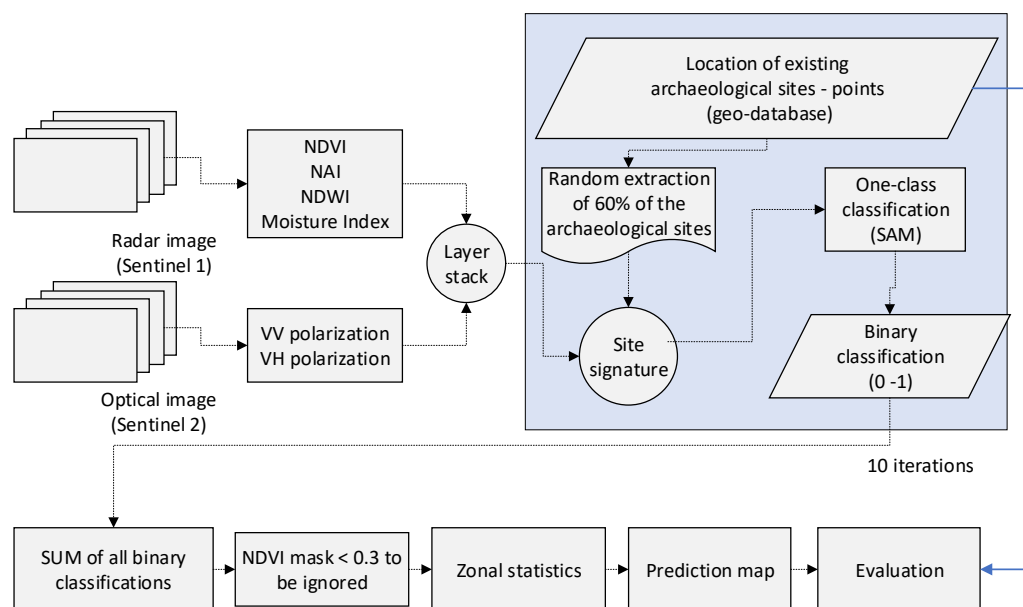 Location of existing
archaeological sites - points
(geo-database)
NDVI
NAI
NDWI
Moisture Index
Radar image
(Sentinel 1)
Random extraction
of 60% of the
archaeological sites
One-class
classification
(SAM)
Layer
stack
VV polarization
VH polarization
Optical image
(Sentinel 2)
Site
signature
Binary
classification
(0 -1)
10 iterations
SUM of all binary
classifications
NDVI mask < 0.3 to
be ignored
Zonal statistics
Prediction map
Evaluation